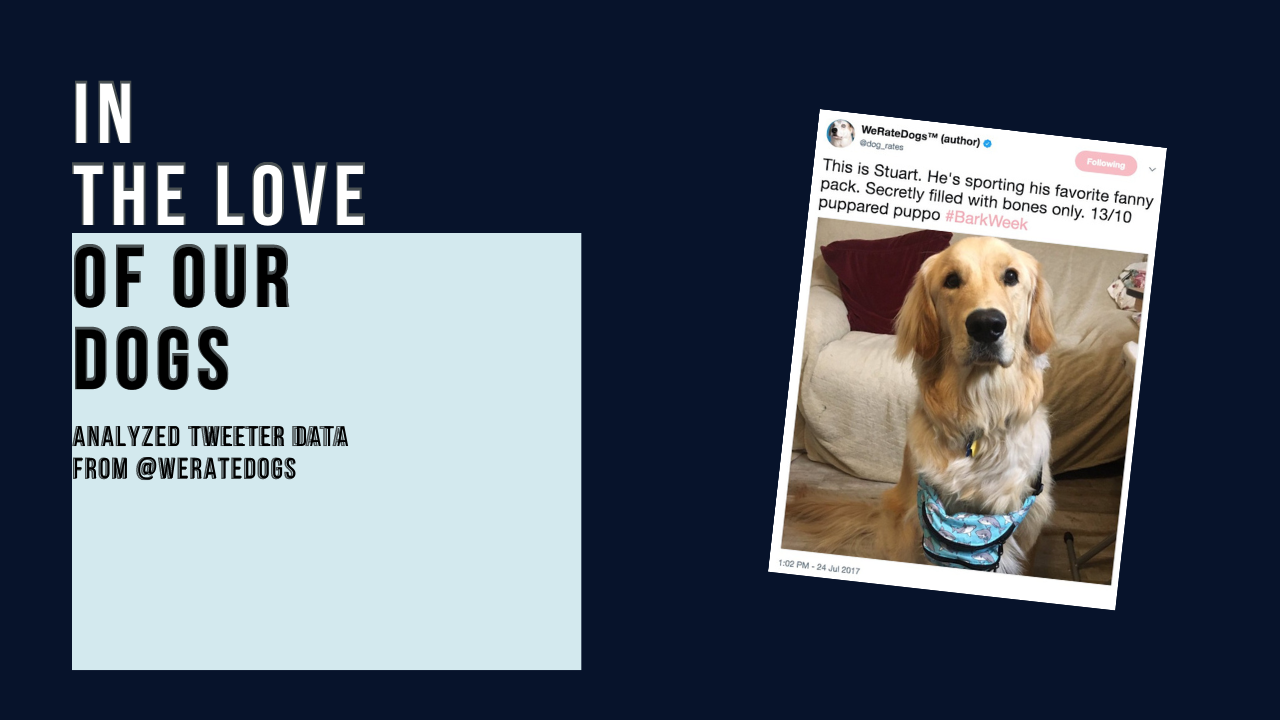 IN
THE LOVE
OF OUR
DOGS
ANALYZED TWEETER DATA
FROM @WERATEDOGS
WeRateDogs™ (author)
@dog_rates
Following
This is Stuart. He's sporting his favorite fanny
pack. Secretly filled with bones only. 13/10
puppared puppo #BarkWeek
1:02 PM - 24 Jul 2017